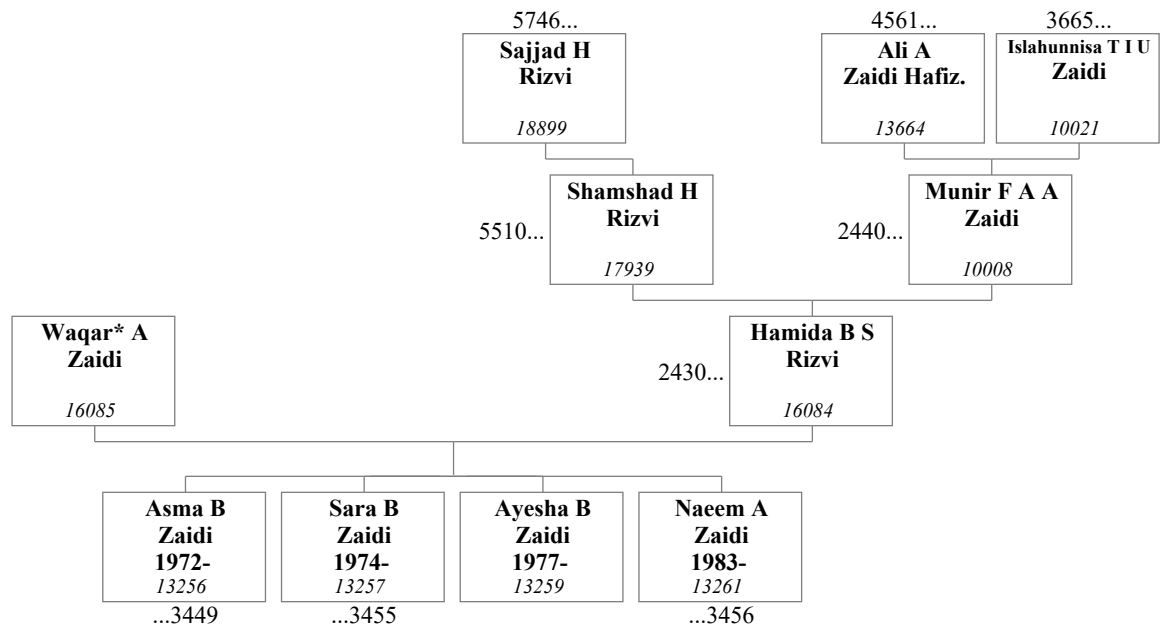 5746...
Sajjad H
Rizvi
18899
4561...
Ali A
Zaidi Hafiz.
13664
3665...
Islahunnisa T I U
Zaidi
10021
5510...
Shamshad H
Rizvi
17939
2440...
Munir F A A
Zaidi
10008
Waqar* A
Zaidi
16085
2430...
Hamida B S
Rizvi
16084
Asma B
Zaidi
1972-
13256
...3449
Sara B
Zaidi
1974-
13257
...3455
Ayesha B
Zaidi
1977-
13259
Naeem A
Zaidi
1983-
13261
...3456